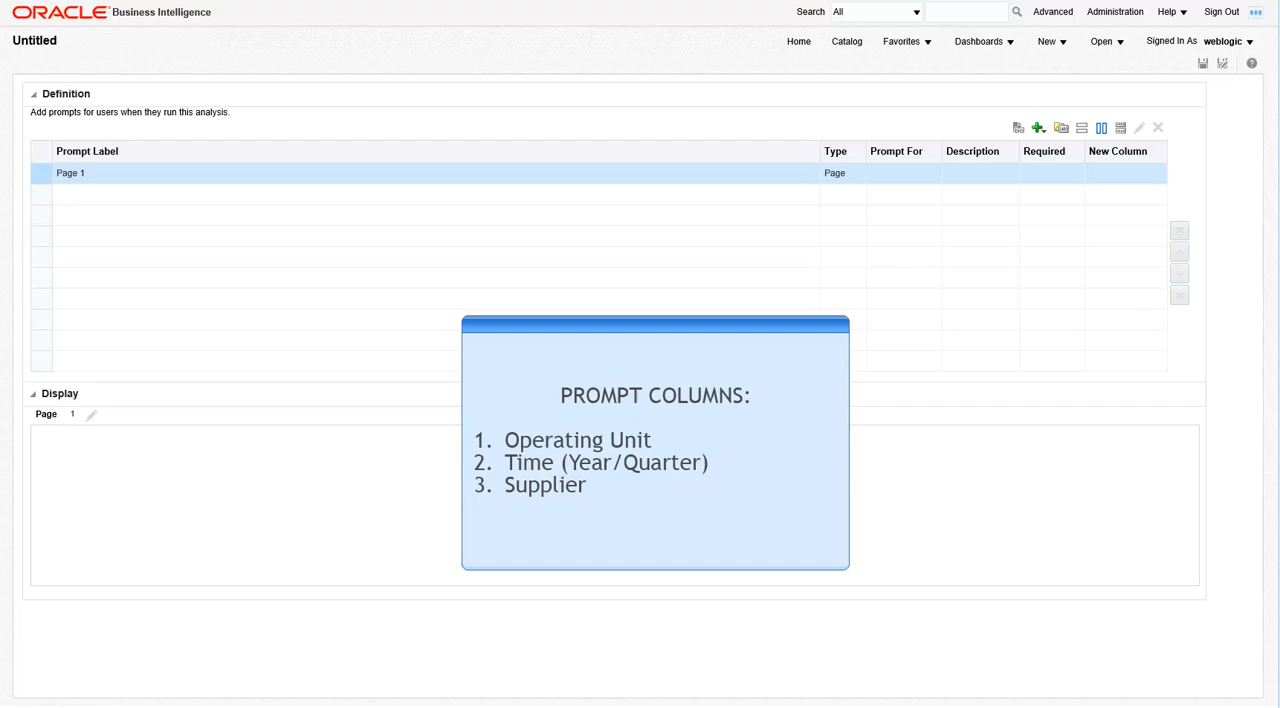 ORACLE Business Intelligence
Search All Advanced Administration Help Sign Out
Untitled
Home Catalog Favorites Dashboards New Open Signed In As weblogic
Definition
Add prompts for users when they run this analysis.
Prompt Label Type Prompt For Description Required New Column
Page 1 Page
PROMPT COLUMNS:
1. Operating Unit
2. Time (Year/Quarter)
3. Supplier
Display
Page 1